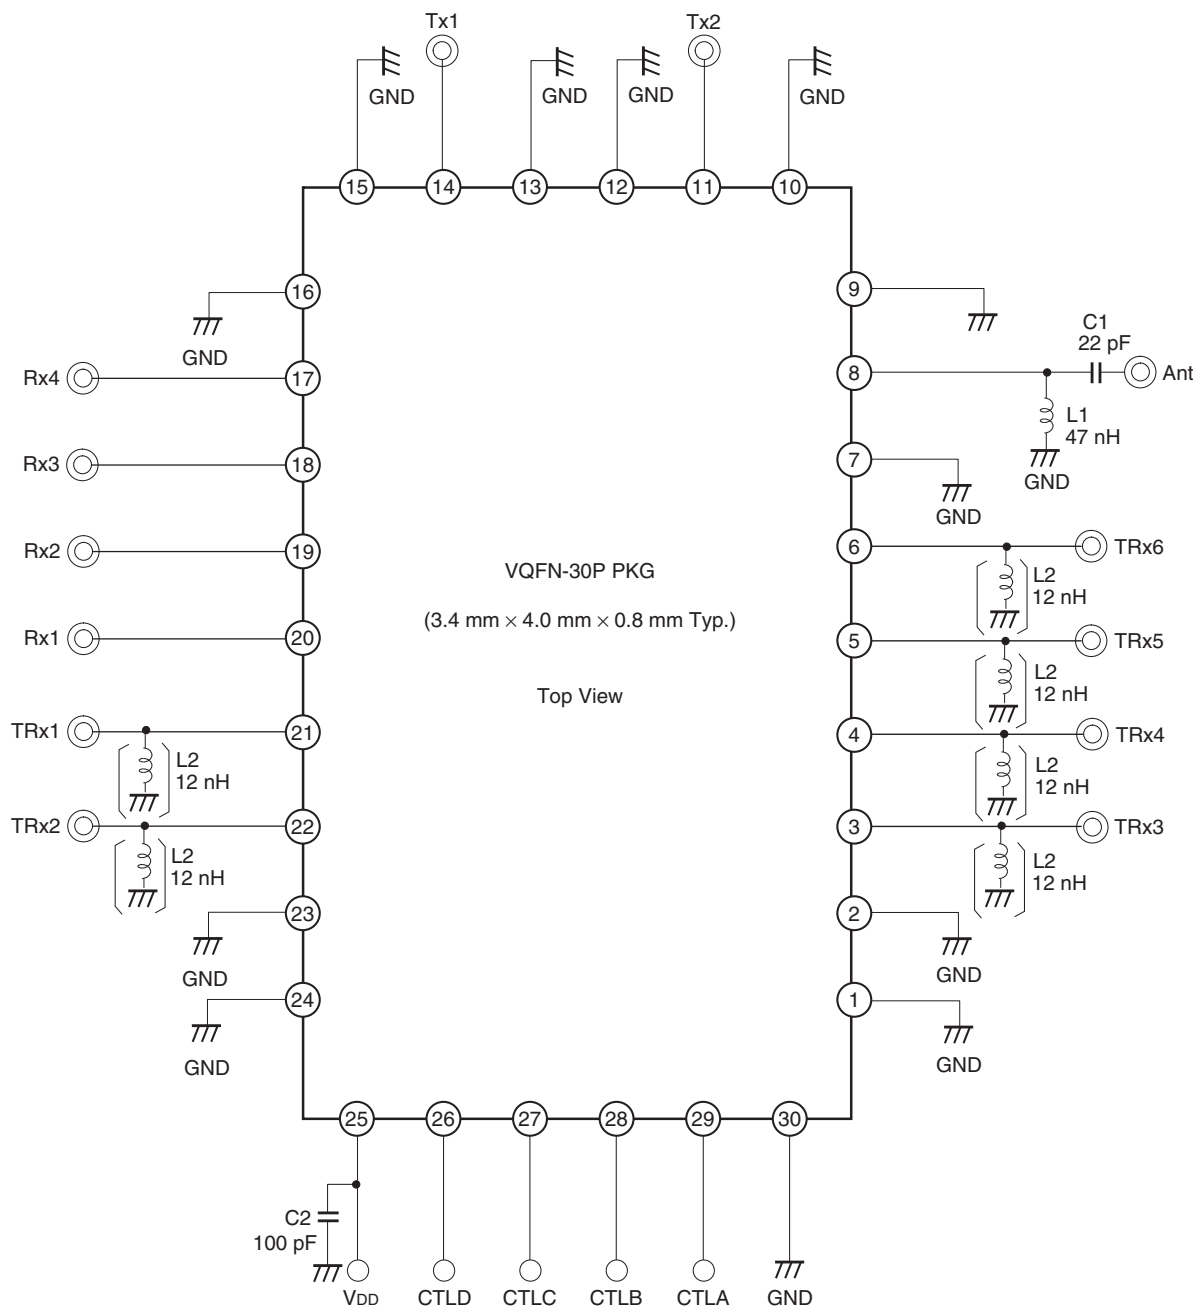 Tx1
Tx2
GND
GND
GND
GND
15
14
13
12
11
10
16
9
GND
C1
22 pF
Rx4
17
8
Ant
L1
47 nH
GND
Rx3
18
7
GND
Rx2
19
6
TRx6
VQFN-30P PKG
L2
12 nH
(3.4 mm × 4.0 mm × 0.8 mm Typ.)
Rx1
20
5
TRx5
L2
12 nH
Top View
TRx1
21
4
TRx4
L2
12 nH
L2
12 nH
TRx2
22
3
TRx3
L2
12 nH
L2
12 nH
23
2
GND
GND
24
1
GND
GND
25
26
27
28
29
30
C2
100 pF
VDD
CTLD
CTLC
CTLB
CTLA
GND